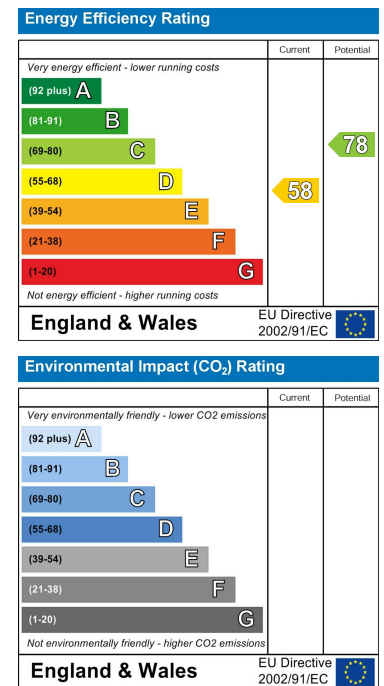 Energy Efficiency Rating
Current Potential
Very energy efficient - lower running costs
(92 plus) A
(81-91) B
(69-80) C
78
(55-68) D
58
(39-54) E
(21-38) F
(1-20) G
Not energy efficient - higher running costs
England & Wales
EU Directive
2002/91/EC
Environmental Impact (CO₂) Rating
Current Potential
Very environmentally friendly - lower CO2 emissions
(92 plus) A
(81-91) B
(69-80) C
(55-68) D
(39-54) E
(21-38) F
(1-20) G
Not environmentally friendly - higher CO2 emissions
England & Wales
EU Directive
2002/91/EC